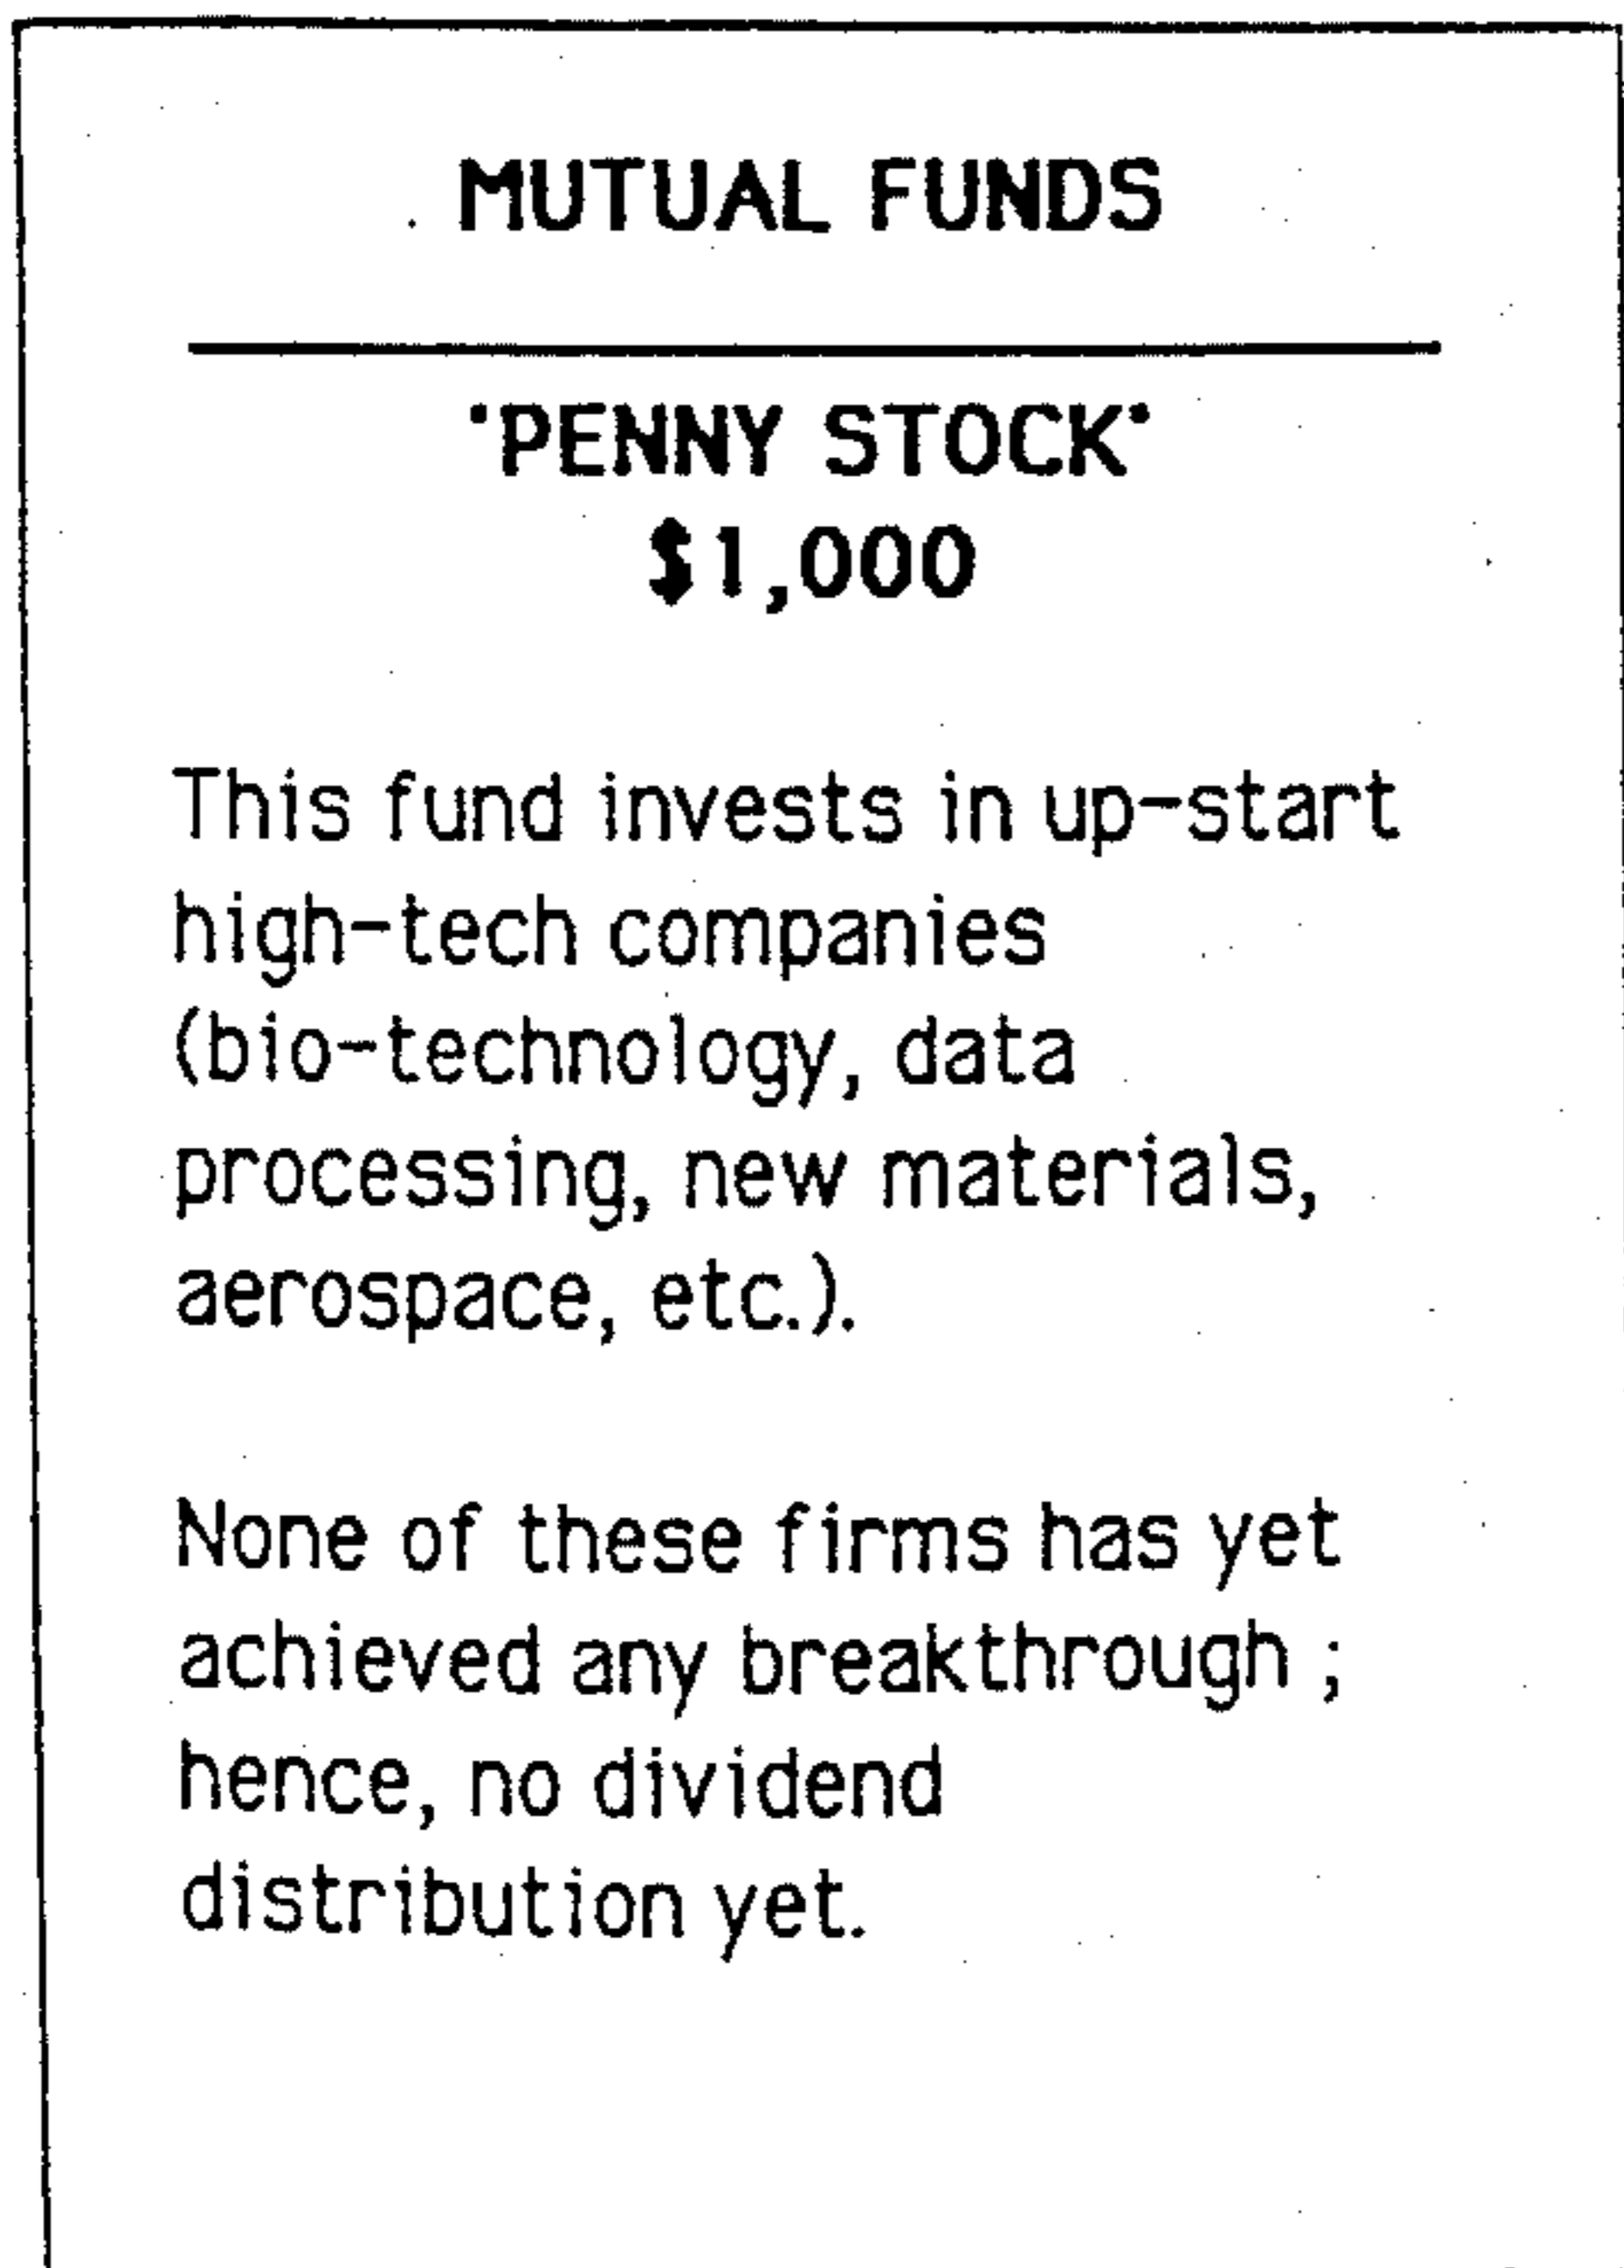 MUTUAL FUNDS
"PENNY STOCK"
$1,000
This fund invests in up-start
high-tech companies
(bio-technology, data
processing, new materials,
aerospace, etc.).
None of these firms has yet
achieved any breakthrough ;
hence, no dividend
distribution yet.